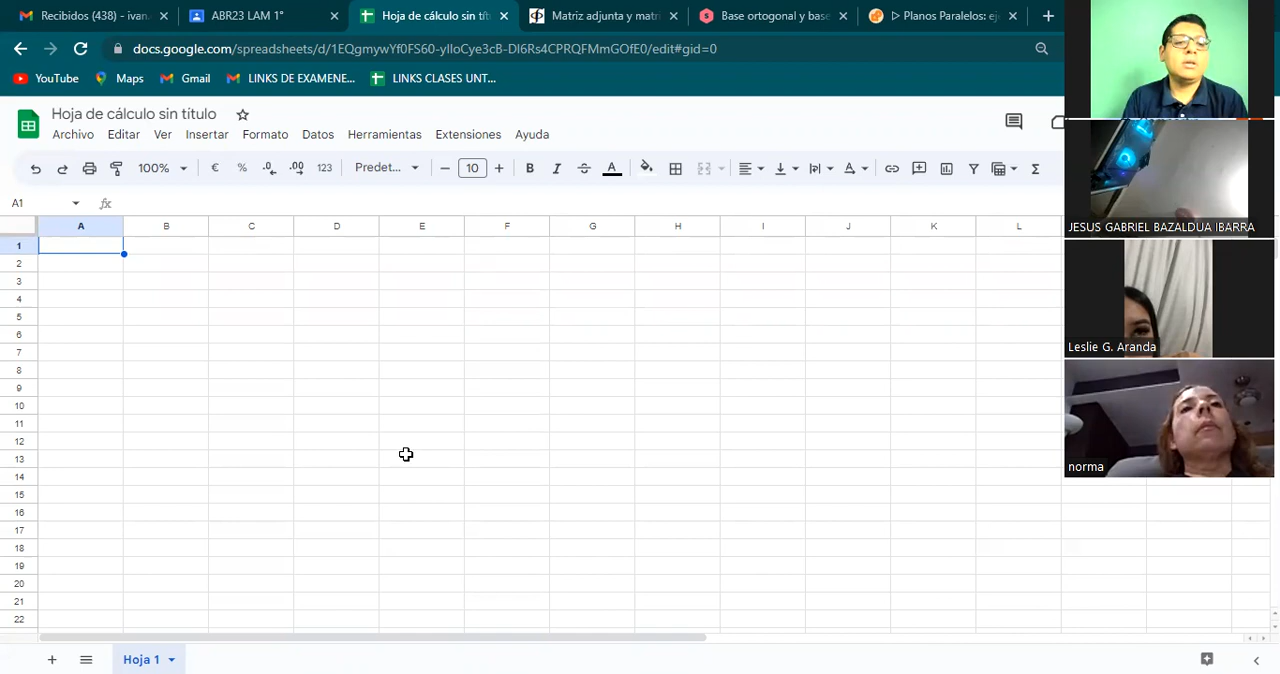 Recibidos (438) - ivan
ABR23 LAM 1°
Hoja de cálculo sin títu
Matriz adjunta y matri
Base ortogonal y base
▷ Planos Paralelos: eje
docs.google.com/spreadsheets/d/1EQgmywYf0FS60-ylloCye3cB-DI6Rs4CPRQFMmGOfE0/edit#gid=0
YouTube
Maps
Gmail
LINKS DE EXAMENE...
LINKS CLASES UNT...
Hoja de cálculo sin título
Archivo Editar Ver Insertar Formato Datos Herramientas Extensiones Ayuda
100% € % .0 .00 123 Predet... 10 B I S A Σ
A1 fx
A B C D E F G H I J K L
1
2
3
4
5
6
7
8
9
10
11
12
13
14
15
16
17
18
19
20
21
22
Hoja 1
JESUS GABRIEL BAZALDUA IBARRA
Leslie G. Aranda
norma